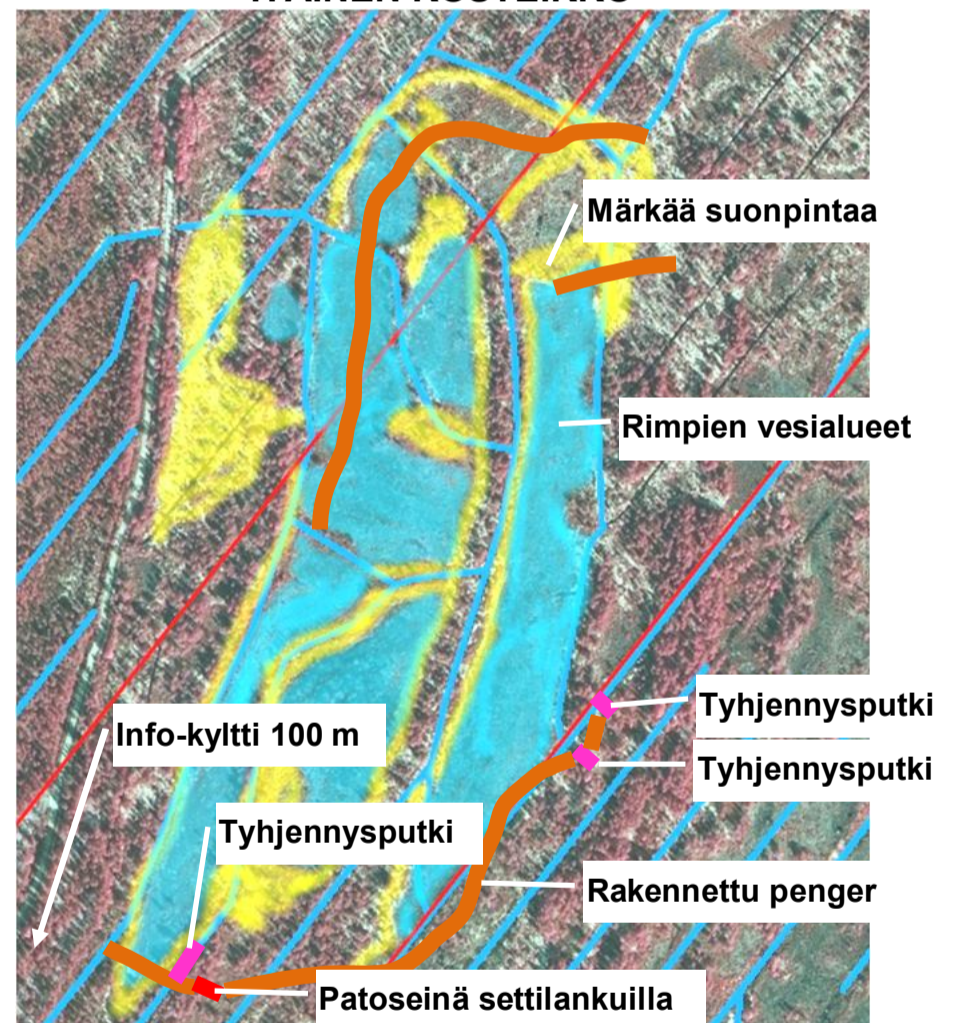 Märkää suonpintaa
Rimpien vesialueet
Tyhjennysputki
Info-kyltti 100 m
Tyhjennysputki
Tyhjennysputki
Rakennettu penger
Patoseinä settilankuilla